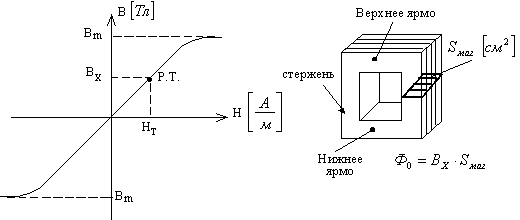 B [Тл]
Bm
Bx
Р.Т.
H [А/м]
HТ
Bm
Верхнее ярмо
Sмаг [см²]
стержень
Нижнее
ярмо
Ф₀ = Bx · Sмаг